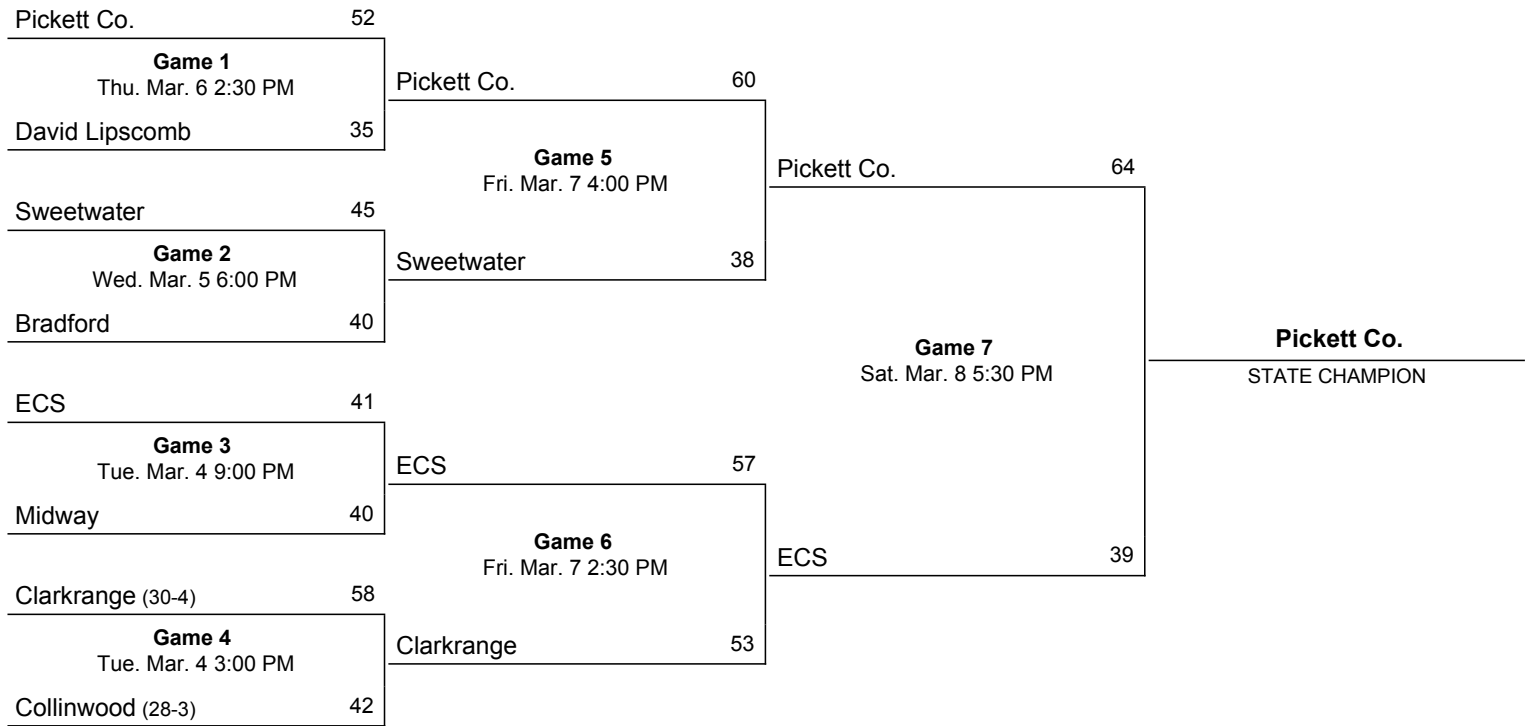 Pickett Co. 52
Game 1
Thu. Mar. 6 2:30 PM
David Lipscomb 35
Sweetwater 45
Game 2
Wed. Mar. 5 6:00 PM
Bradford 40
ECS 41
Game 3
Tue. Mar. 4 9:00 PM
Midway 40
Clarkrange (30-4) 58
Game 4
Tue. Mar. 4 3:00 PM
Collinwood (28-3) 42
Pickett Co. 60
Game 5
Fri. Mar. 7 4:00 PM
Sweetwater 38
ECS 57
Game 6
Fri. Mar. 7 2:30 PM
Clarkrange 53
Pickett Co. 64
Game 7
Sat. Mar. 8 5:30 PM
ECS 39
Pickett Co.
STATE CHAMPION